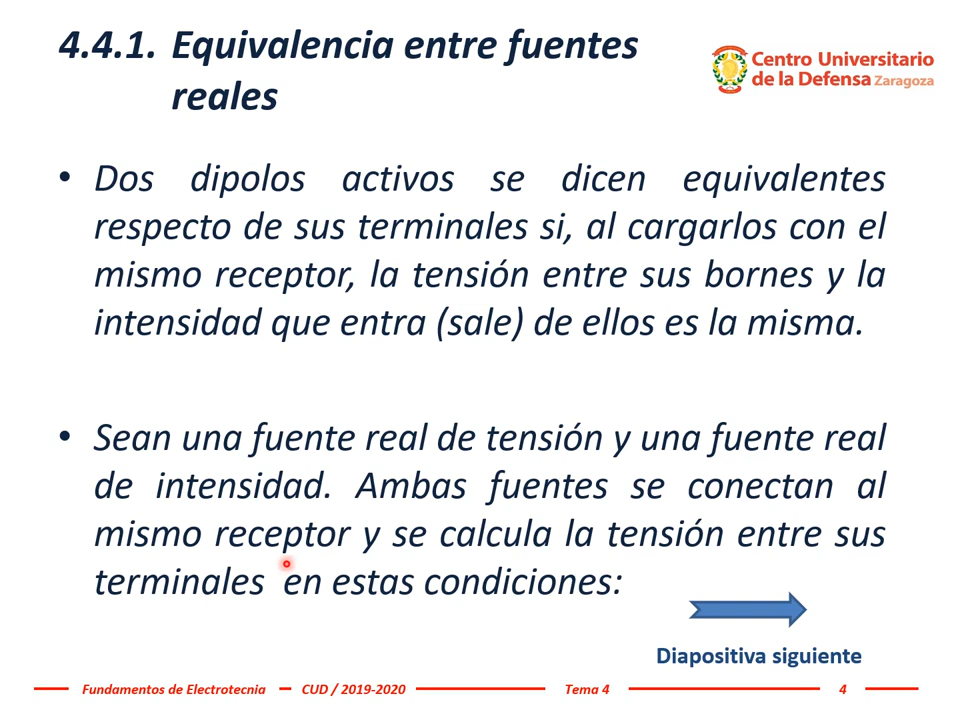 4.4.1. Equivalencia entre fuentes
reales
Centro Universitario
de la Defensa Zaragoza
• Dos dipolos activos se dicen equivalentes
respecto de sus terminales si, al cargarlos con el
mismo receptor, la tensión entre sus bornes y la
intensidad que entra (sale) de ellos es la misma.
• Sean una fuente real de tensión y una fuente real
de intensidad. Ambas fuentes se conectan al
mismo receptor y se calcula la tensión entre sus
terminales en estas condiciones:
Diapositiva siguiente
Fundamentos de Electrotecnia CUD / 2019-2020 Tema 4 4